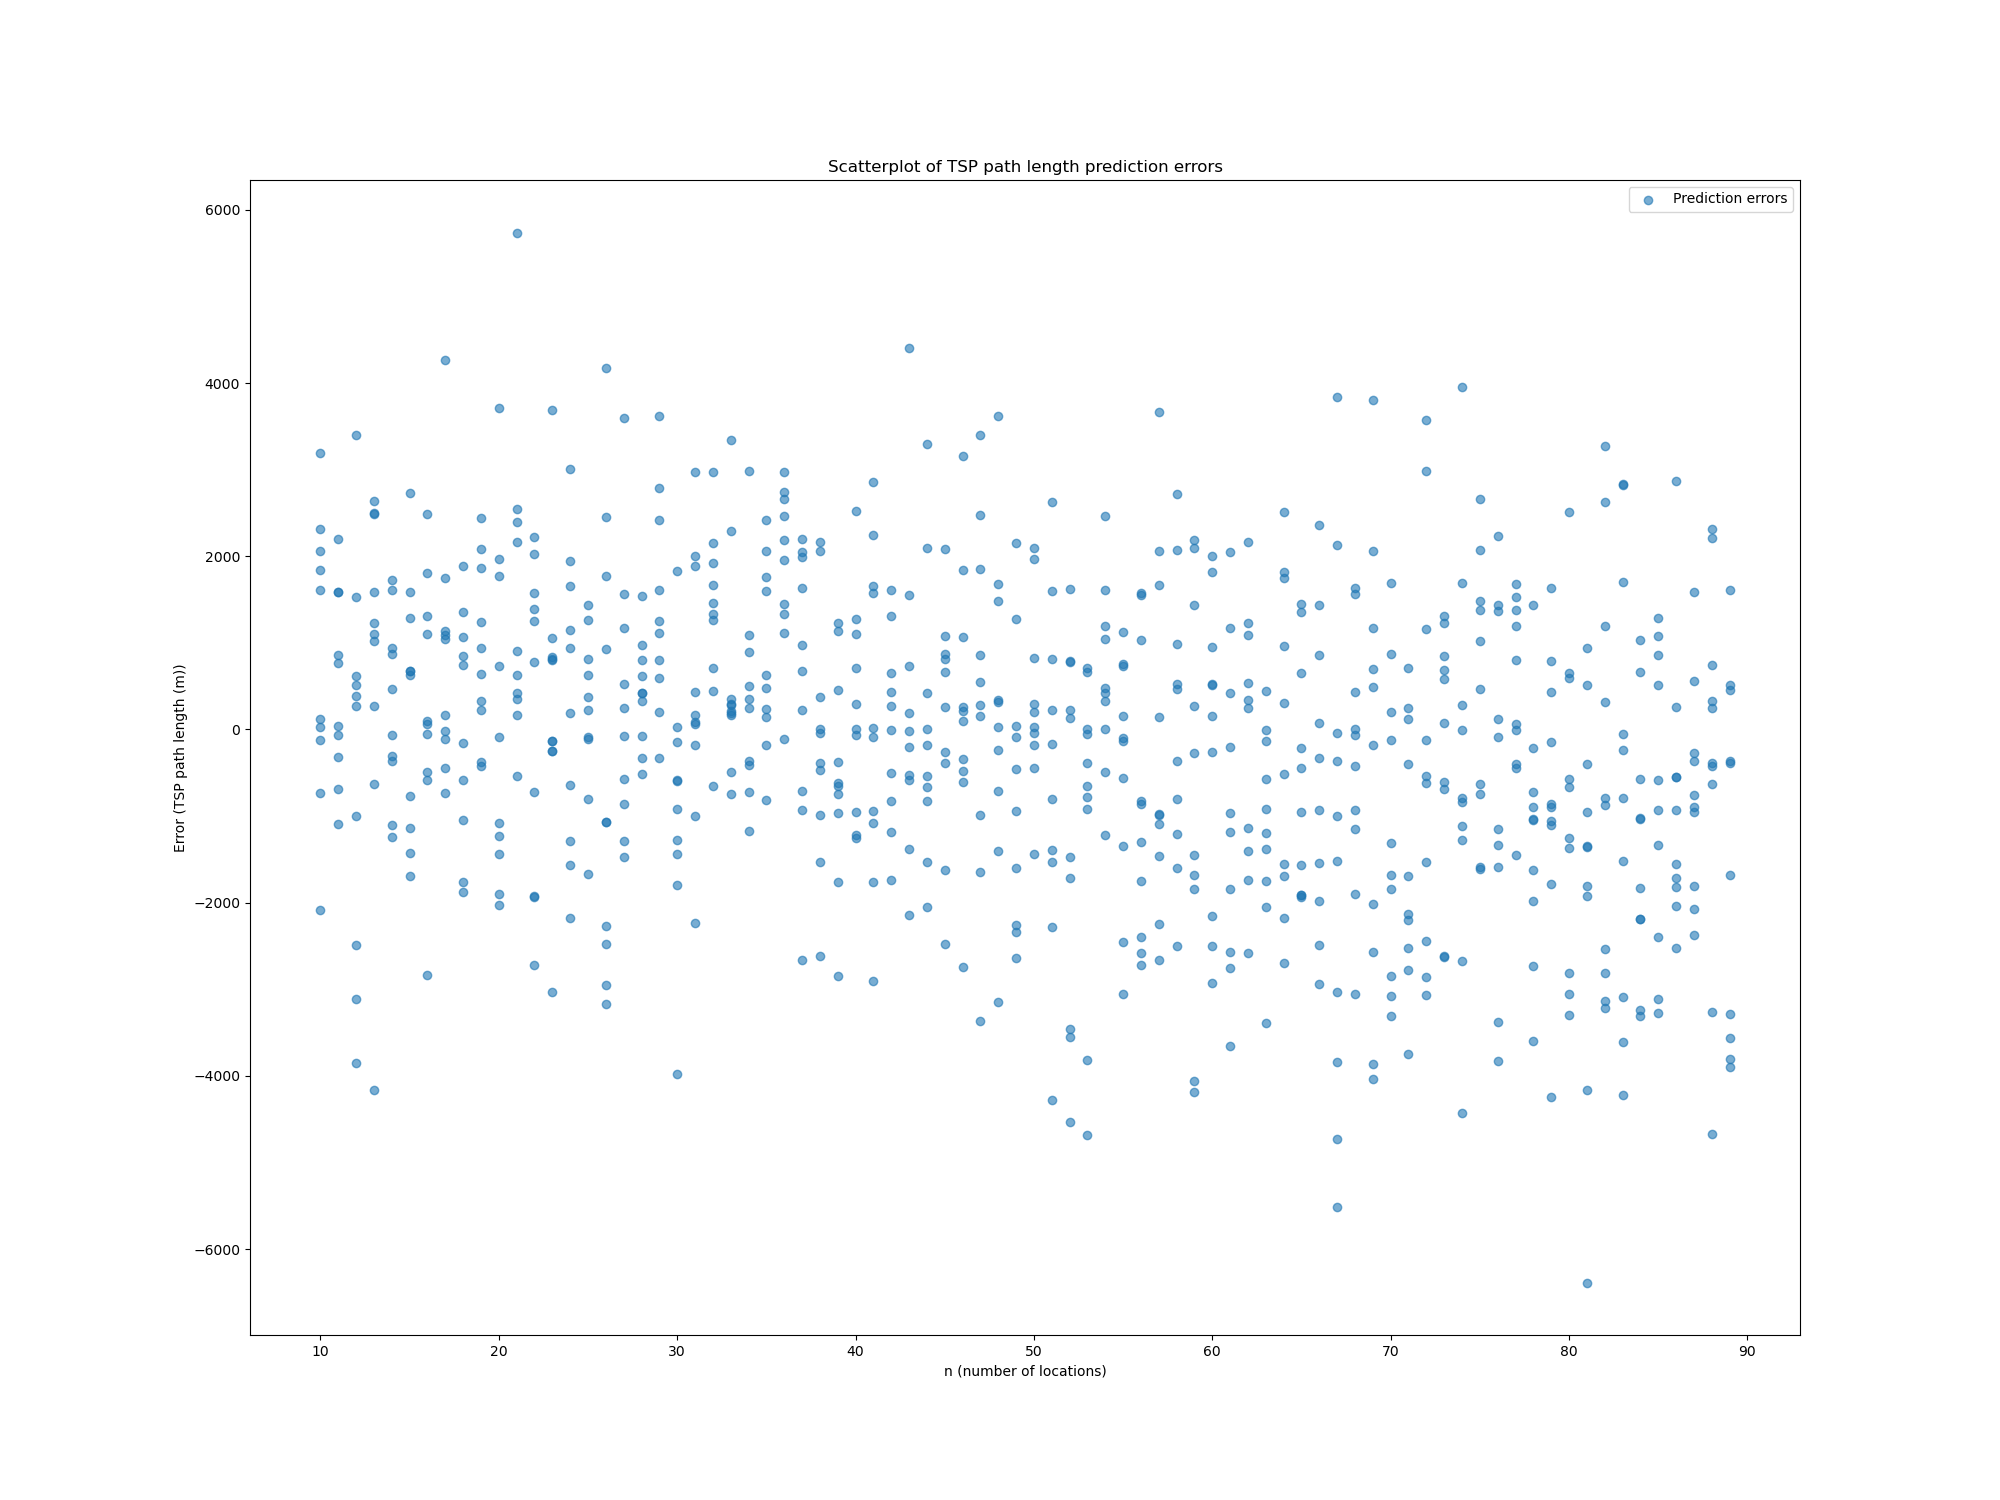 Scatterplot of TSP path length prediction errors
Prediction errors
6000
4000
2000
0
−2000
−4000
−6000
Error (TSP path length (m))
10 20 30 40 50 60 70 80 90
n (number of locations)